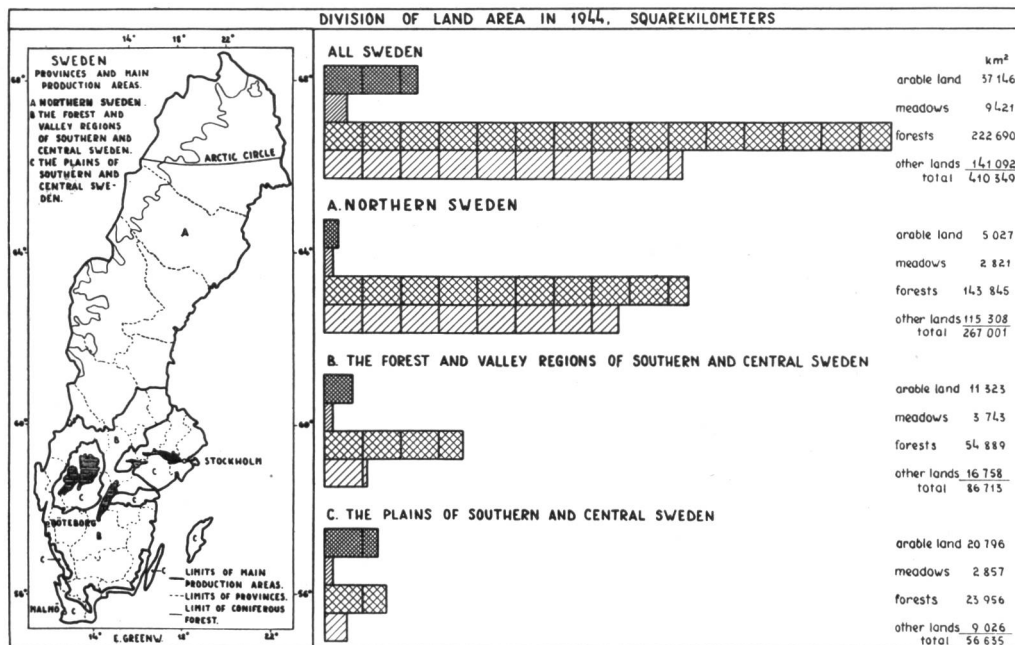 DIVISION OF LAND AREA IN 1944, SQUAREKILOMETERS
14° 18° 22°
SWEDEN
PROVINCES AND MAIN
PRODUCTION AREAS.
A NORTHERN SWEDEN.
B THE FOREST AND
VALLEY REGIONS
OF SOUTHERN AND
CENTRAL SWEDEN.
C THE PLAINS OF
SOUTHERN AND
CENTRAL SWE-
DEN.
68° 68°
ARCTIC CIRCLE
A
64° 64°
60° 60°
B
STOCKHOLM
C
B
C
C
GÖTEBORG
B
C
C
C
56° 56°
MALMÖ
C
LIMITS OF MAIN
PRODUCTION AREAS.
LIMITS OF PROVINCES.
LIMIT OF CONIFEROUS
FOREST.
14° E.GREENW. 18° 22°
ALL SWEDEN
km²
arable land 37 146
meadows 9 421
forests 222 690
other lands 141 092
total 410 349
A. NORTHERN SWEDEN
arable land 5 027
meadows 2 821
forests 143 845
other lands 115 308
total 267 001
B. THE FOREST AND VALLEY REGIONS OF SOUTHERN AND CENTRAL SWEDEN
arable land 11 323
meadows 3 743
forests 54 889
other lands 16 758
total 86 713
C. THE PLAINS OF SOUTHERN AND CENTRAL SWEDEN
arable land 20 796
meadows 2 857
forests 23 956
other lands 9 026
total 56 635